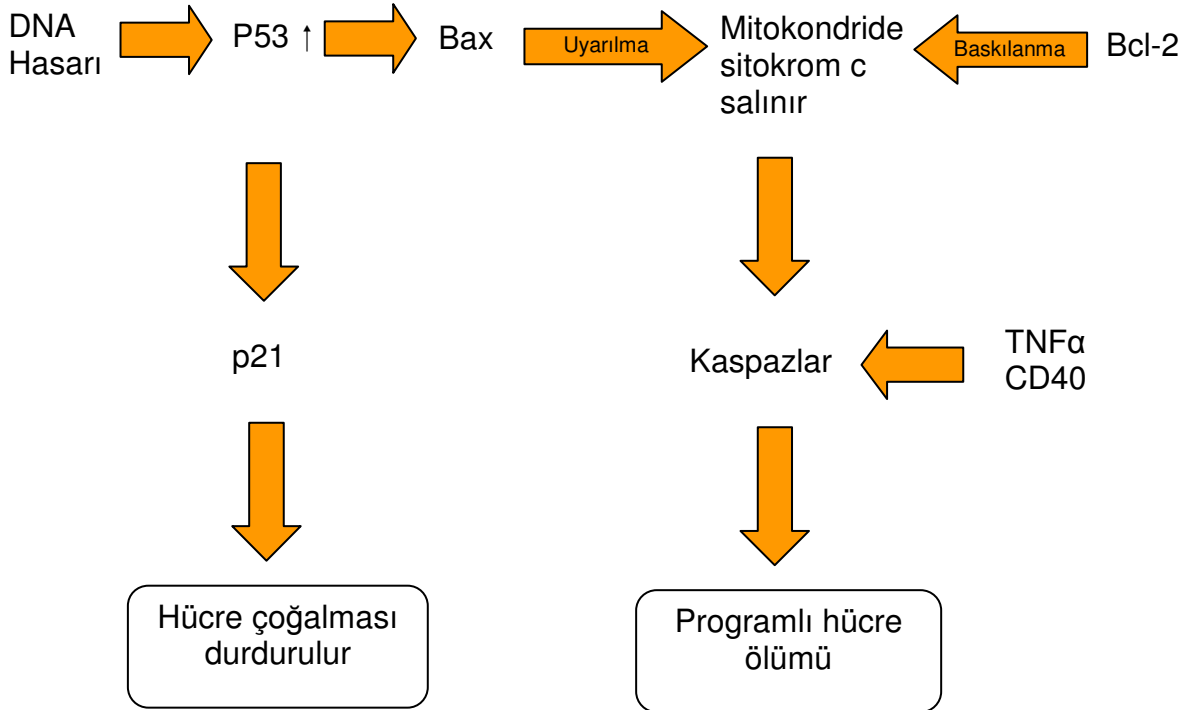 DNA
Hasarı
P53 ↑
Bax
Uyarılma
Mitokondride
sitokrom c
salınır
Baskılanma
Bcl-2
p21
Kaspazlar
TNFα
CD40
Hücre çoğalması
durdurulur
Programlı hücre
ölümü